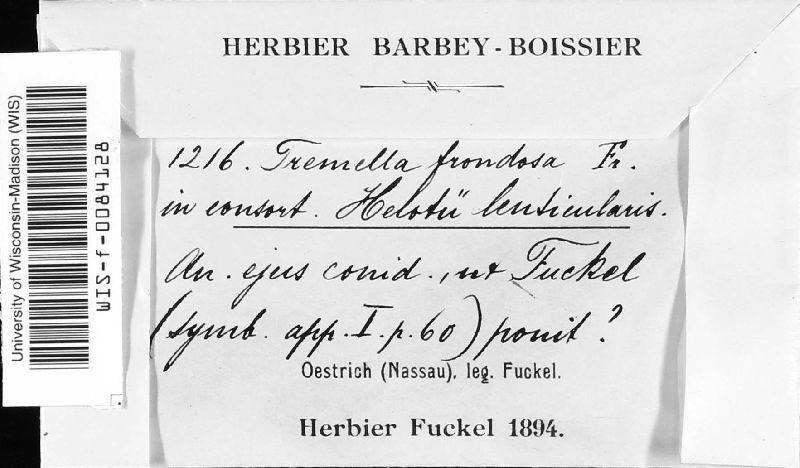 HERBIER BARBEY-BOISSIER
University of Wisconsin-Madison (WIS)
WIS-f-0084128
1216. Tremella frondosa Fr.
in consort. Helotii lenticularis.
An. ejus conid., ut Fuckel
(symb. app. I. p. 60) ponit?
Oestrich (Nassau), leg. Fuckel.
Herbier Fuckel 1894.